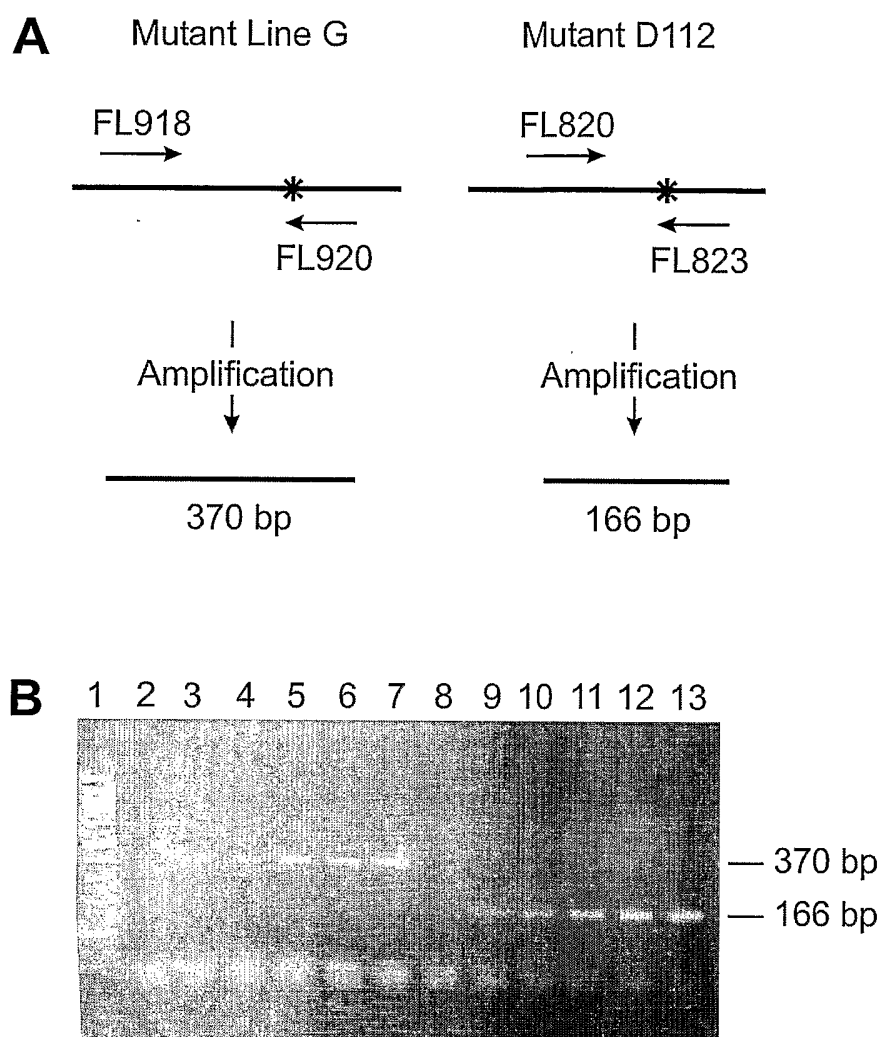 A
Mutant Line G
Mutant D112
FL918
FL820
FL920
FL823
Amplification
Amplification
370 bp
166 bp
B
1 2 3 4 5 6 7 8 9 10 11 12 13
370 bp
166 bp